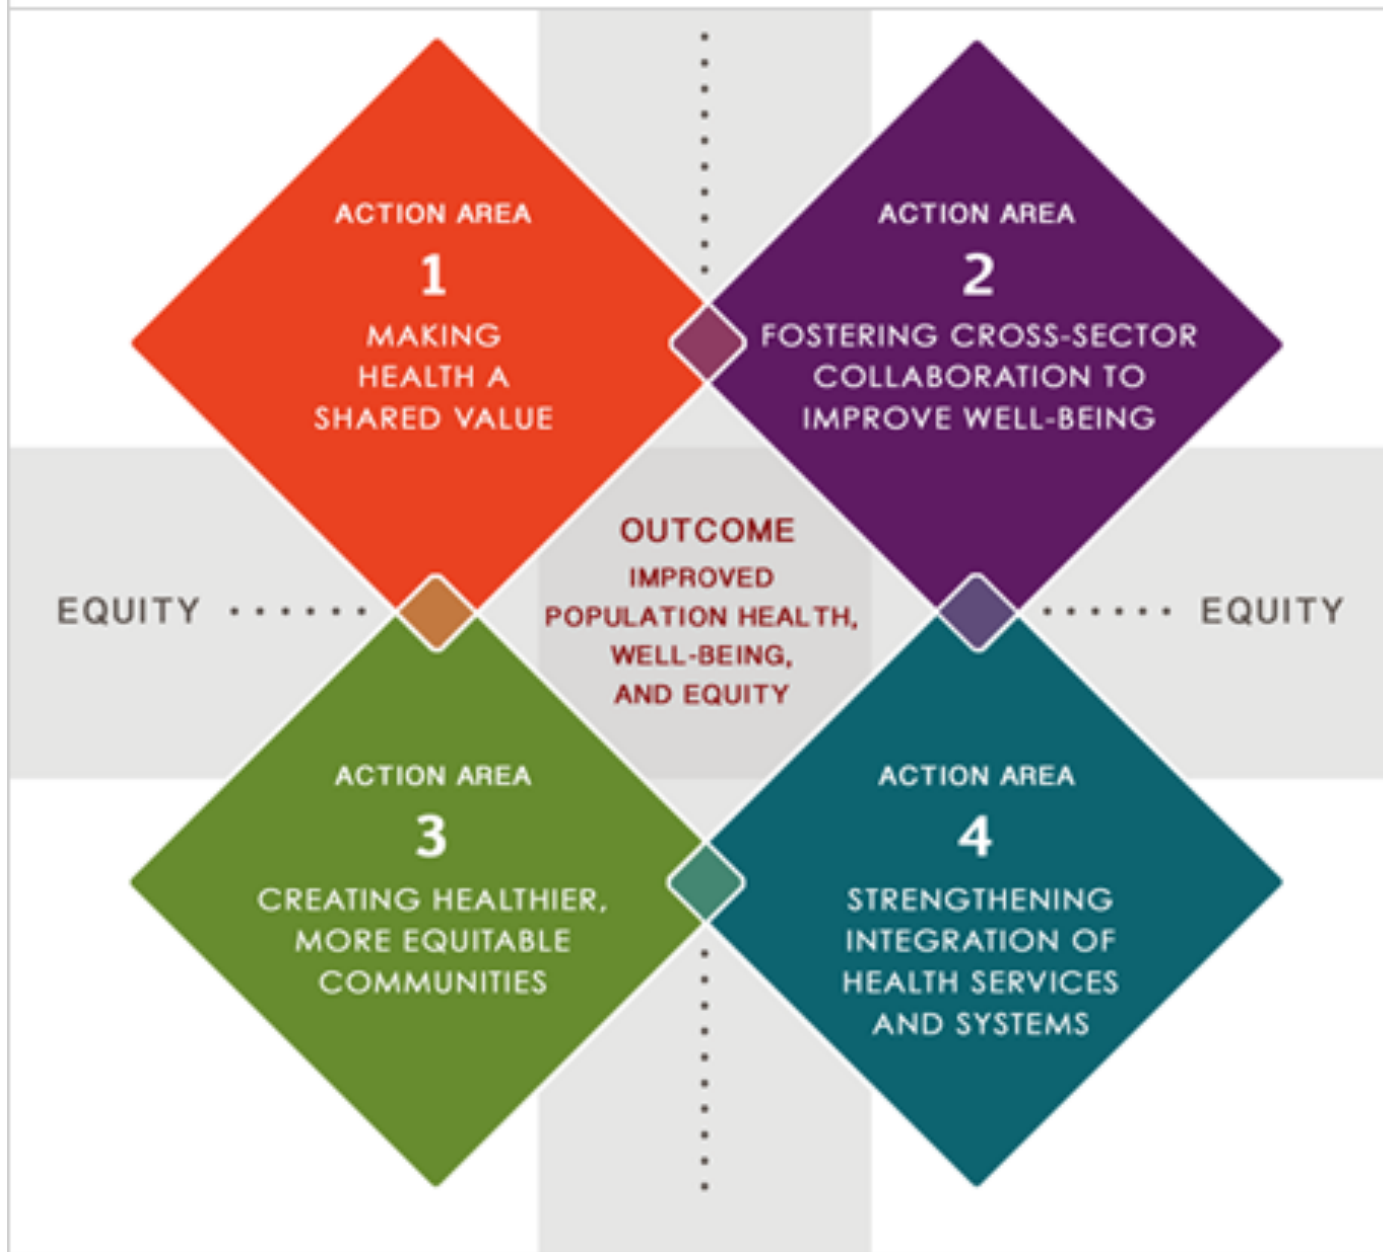 ACTION AREA
1
MAKING
HEALTH A
SHARED VALUE
ACTION AREA
2
FOSTERING CROSS-SECTOR
COLLABORATION TO
IMPROVE WELL-BEING
OUTCOME
IMPROVED
POPULATION HEALTH,
WELL-BEING,
AND EQUITY
EQUITY
EQUITY
ACTION AREA
3
CREATING HEALTHIER,
MORE EQUITABLE
COMMUNITIES
ACTION AREA
4
STRENGTHENING
INTEGRATION OF
HEALTH SERVICES
AND SYSTEMS